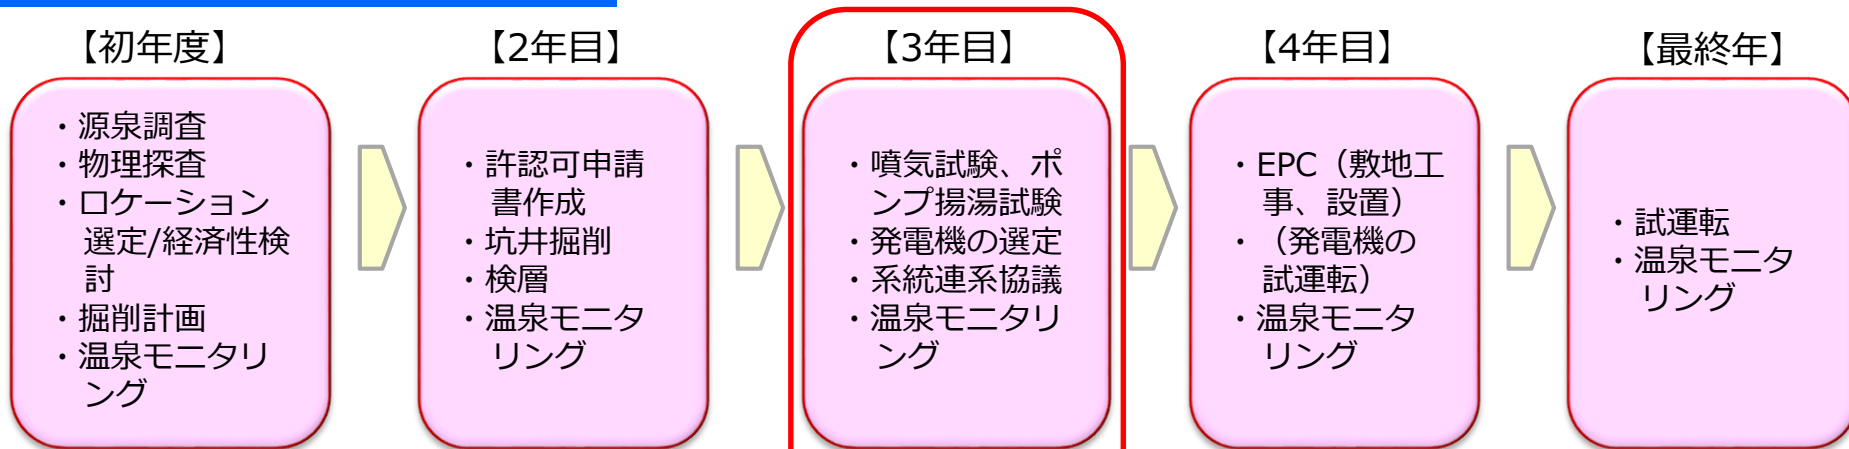 【初年度】
・源泉調査
・物理探査
・ロケーション
選定/経済性検
討
・掘削計画
・温泉モニタリ
ング
【2年目】
・許認可申請
書作成
・坑井掘削
・検層
・温泉モニタ
リング
【3年目】
・噴気試験、ポ
ンプ揚湯試験
・発電機の選定
・系統連系協議
・温泉モニタリ
ング
【4年目】
・EPC（敷地工
事、設置）
・（発電機の
試運転）
・温泉モニタ
リング
【最終年】
・試運転
・温泉モニタ
リング